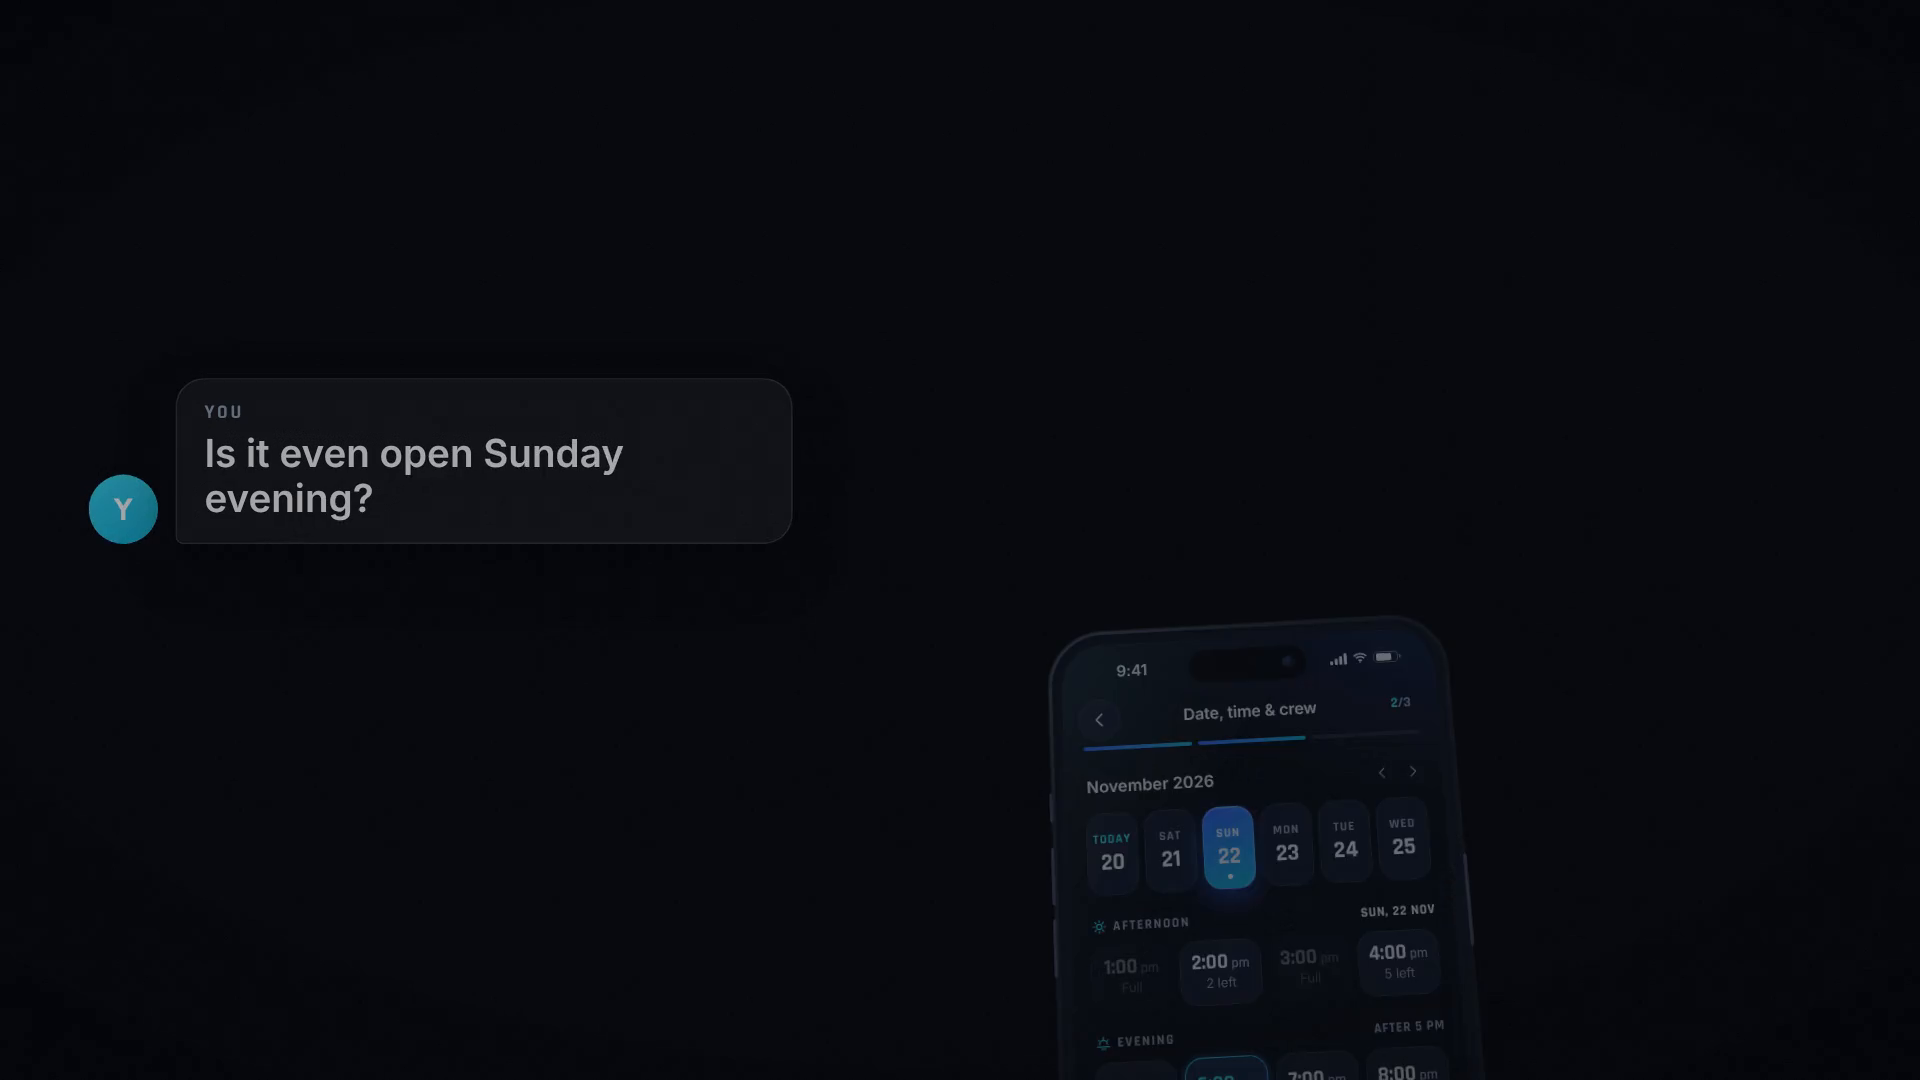 YOU
Is it even open Sunday
evening?
Y
9:41
Date, time & crew
2/3
November 2026
TODAY
20
SAT
21
SUN
22
MON
23
TUE
24
WED
25
AFTERNOON
SUN, 22 NOV
1:00 pm
Full
2:00 pm
2 left
3:00 pm
Full
4:00 pm
5 left
EVENING
AFTER 5 PM
7:00 pm
8:00 pm